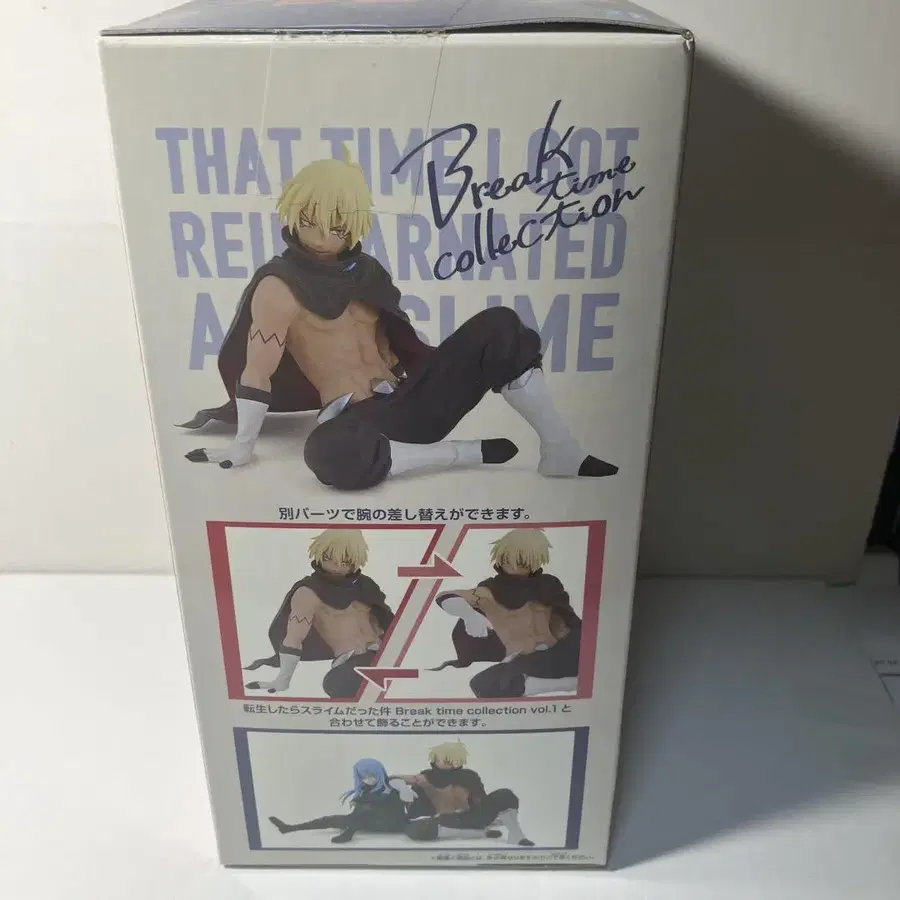 THAT TIME I GOT
REINCARNATED
A SLIME
Break
time
collection
別パーツで腕の差し替えができます。
転生したらスライムだった件 Break time collection vol.1 と
合わせて飾ることができます。